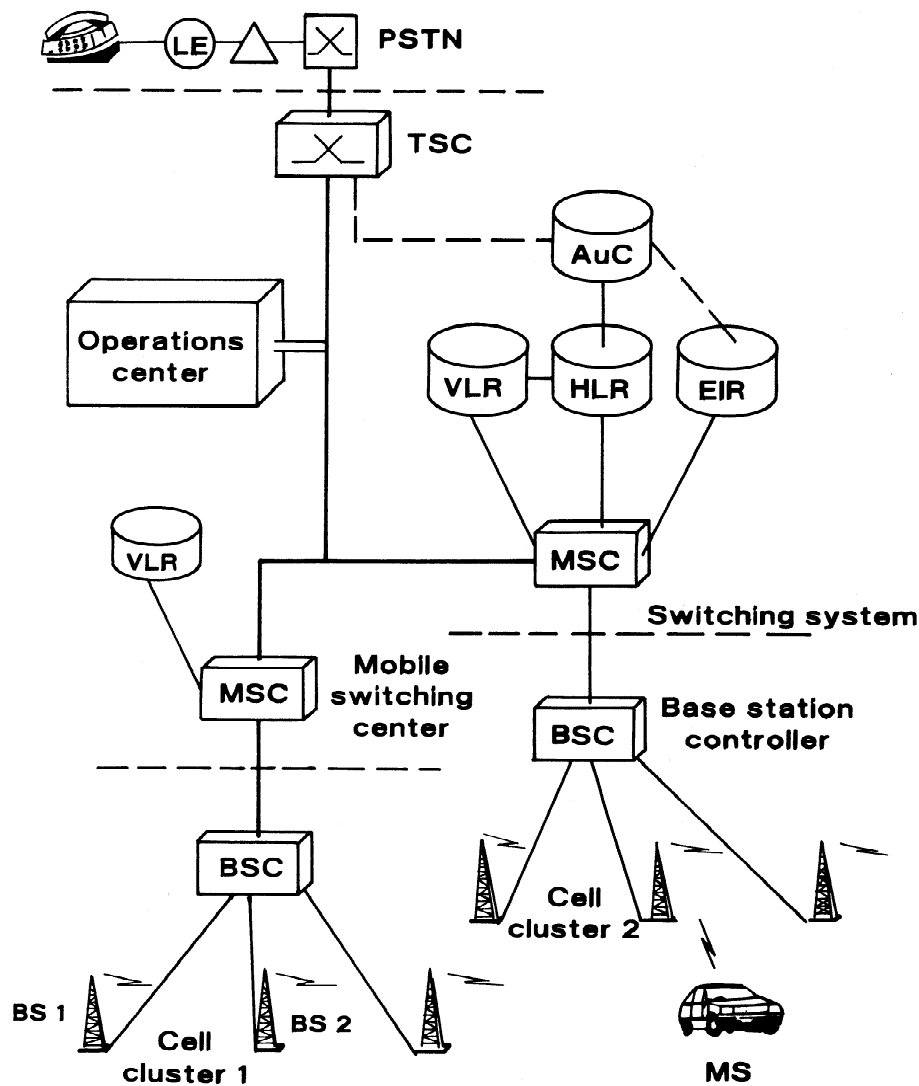 LE
PSTN
TSC
AuC
Operations
center
VLR
HLR
EIR
VLR
MSC
Switching system
MSC
Mobile
switching
center
BSC
Base station
controller
BSC
Cell
cluster 2
BS 1
BS 2
Cell
cluster 1
MS